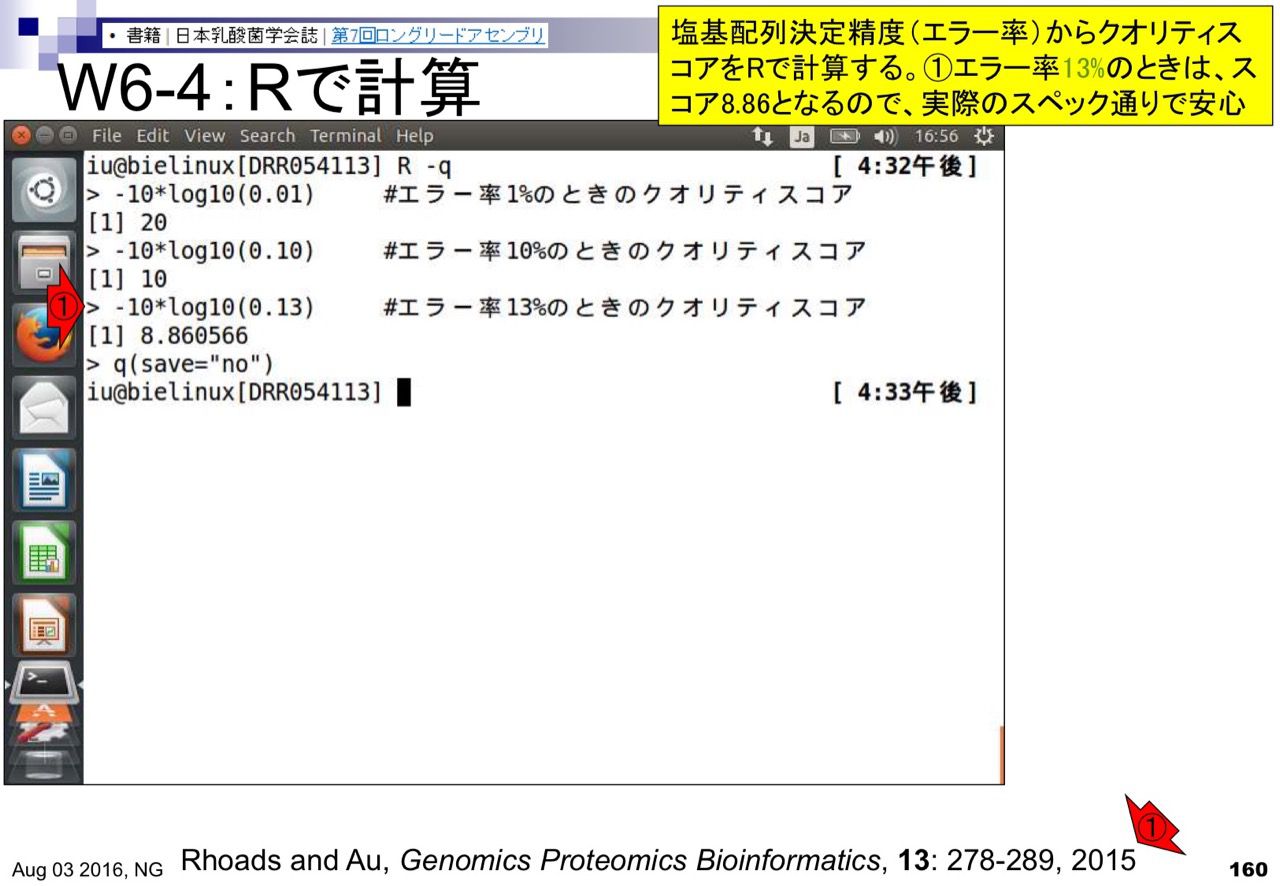 • 書籍 | 日本乳酸菌学会誌 | 第7回ロングリードアセンブリ
W6-4:Rで計算
塩基配列決定精度(エラー率)からクオリティス
コアをRで計算する。①エラー率13%のときは、ス
コア8.86となるので、実際のスペック通りで安心
File Edit View Search Terminal Help Ja 16:56
iu@bielinux[DRR054113] R -q [ 4:32午後]
> -10*log10(0.01) #エラー率1%のときのクオリティスコア
[1] 20
> -10*log10(0.10) #エラー率10%のときのクオリティスコア
[1] 10
① > -10*log10(0.13) #エラー率13%のときのクオリティスコア
[1] 8.860566
> q(save="no")
iu@bielinux[DRR054113] [ 4:33午後]
①
Aug 03 2016, NG Rhoads and Au, Genomics Proteomics Bioinformatics, 13: 278-289, 2015 160